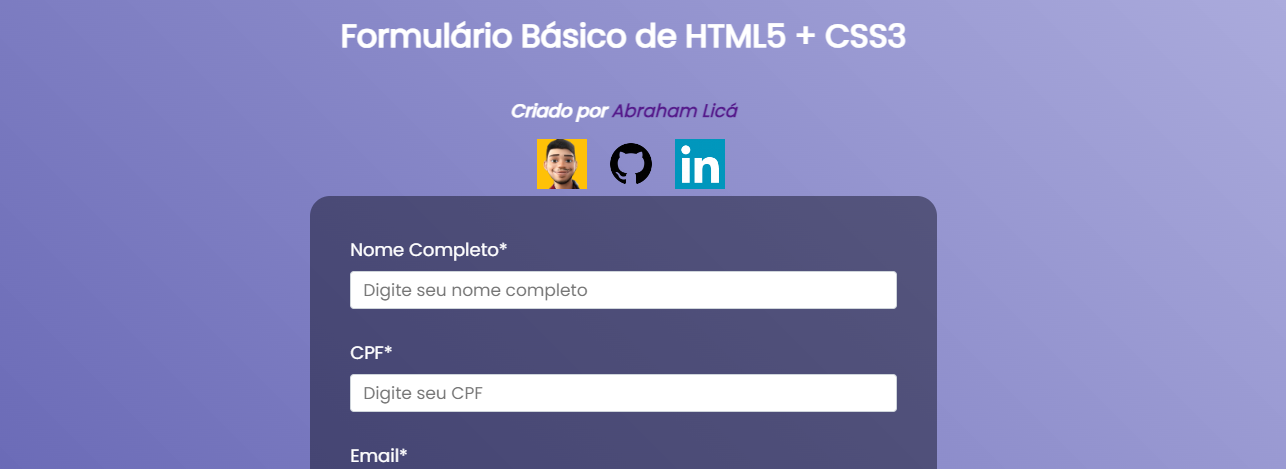 Formulário Básico de HTML5 + CSS3
Criado por Abraham Licá
in
Nome Completo*
Digite seu nome completo
CPF*
Digite seu CPF
Email*